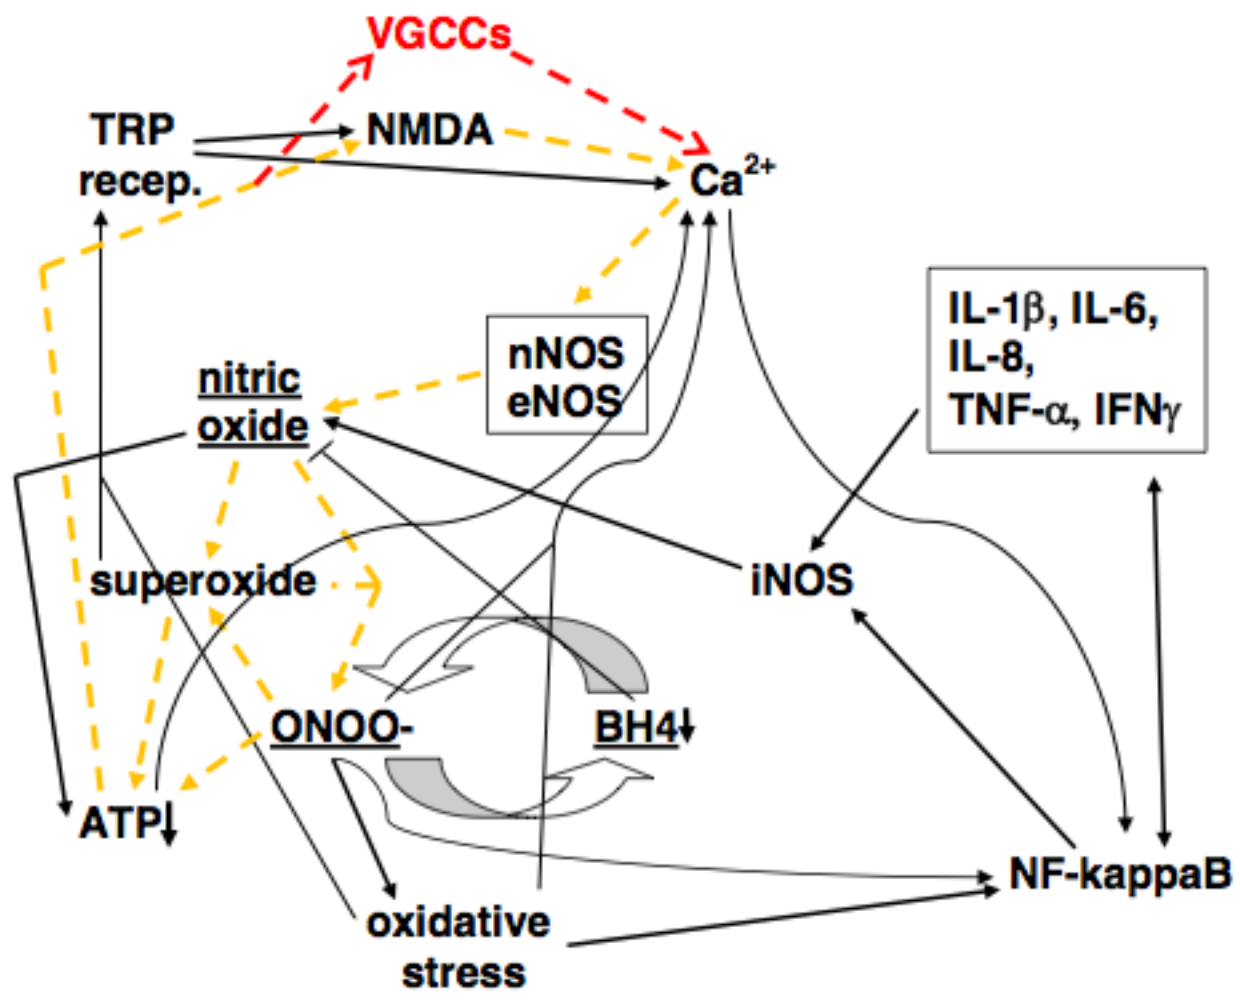 VGCCs
TRP
recep.
NMDA
Ca2+
IL-1β, IL-6,
IL-8,
TNF-α, IFNγ
nNOS
eNOS
nitric
oxide
superoxide
iNOS
ONOO-
BH4↓
ATP↓
NF-kappaB
oxidative
stress